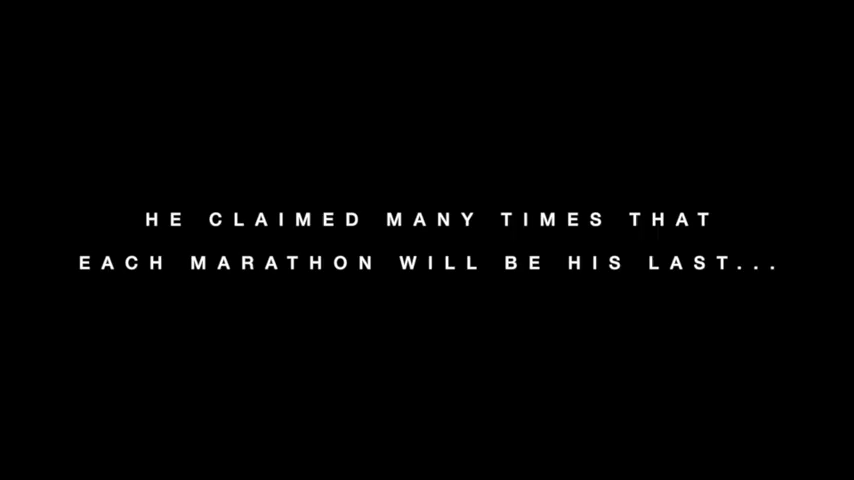 HE CLAIMED MANY TIMES THAT
EACH MARATHON WILL BE HIS LAST...